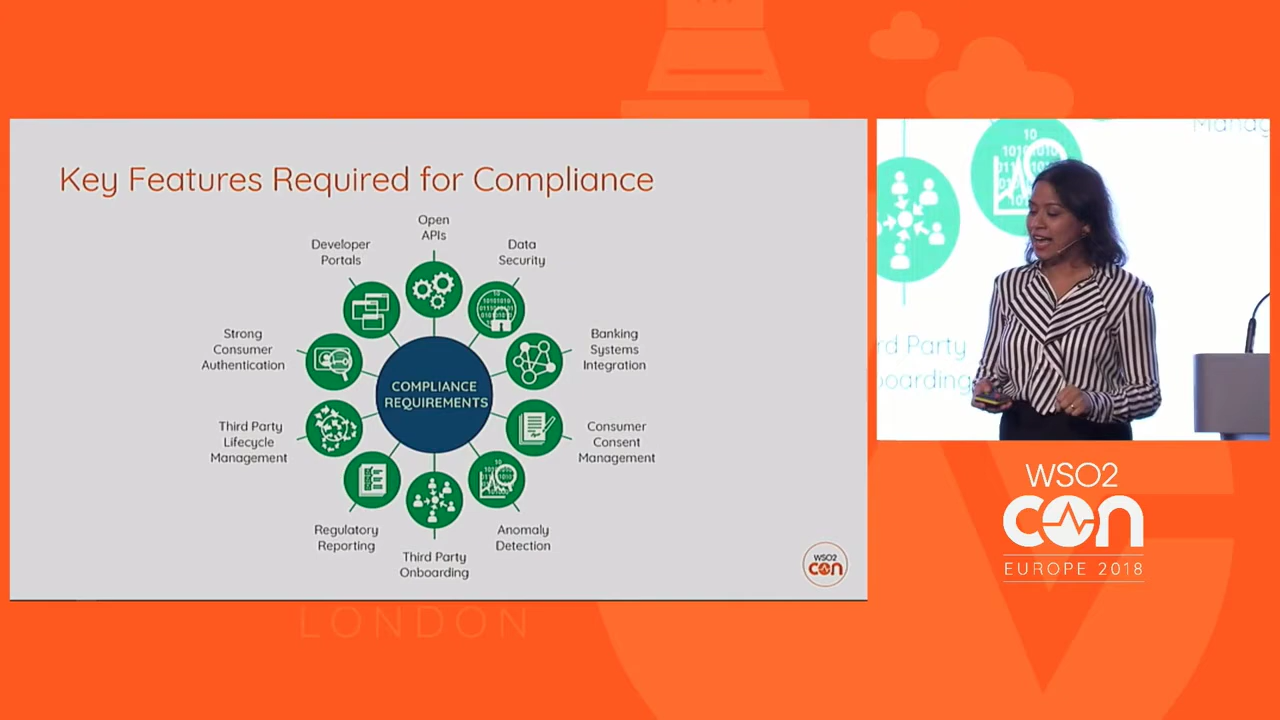 Key Features Required for Compliance
Open
APIs
Developer
Portals
Data
Security
Strong
Consumer
Authentication
Banking
Systems
Integration
COMPLIANCE
REQUIREMENTS
Third Party
Lifecycle
Management
Consumer
Consent
Management
Regulatory
Reporting
Anomaly
Detection
Third Party
Onboarding
WSO2
con
Manag
10
rd Party
boarding
WSO2
con
EUROPE 2018
LONDON